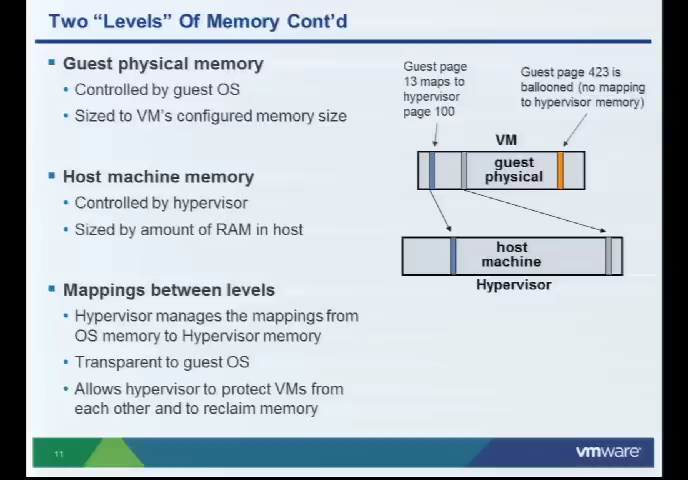 Two “Levels” Of Memory Cont’d
Guest physical memory
Controlled by guest OS
Sized to VM’s configured memory size
Host machine memory
Controlled by hypervisor
Sized by amount of RAM in host
Mappings between levels
Hypervisor manages the mappings from
OS memory to Hypervisor memory
Transparent to guest OS
Allows hypervisor to protect VMs from
each other and to reclaim memory
Guest page
13 maps to
hypervisor
page 100
Guest page 423 is
ballooned (no mapping
to hypervisor memory)
VM
guest
physical
host
machine
Hypervisor
11
vmware